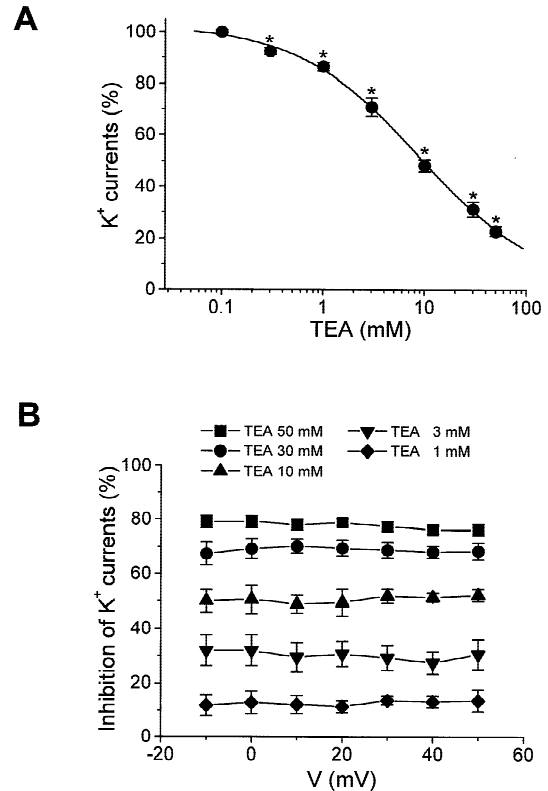 A
K+ currents (%)
100
80
60
40
20
0
* * * * * *
0.1 1 10 100
TEA (mM)
B
TEA 50 mM TEA 3 mM
TEA 30 mM TEA 1 mM
TEA 10 mM
Inhibition of K+ currents (%)
100
80
60
40
20
0
-20 0 20 40 60
V (mV)